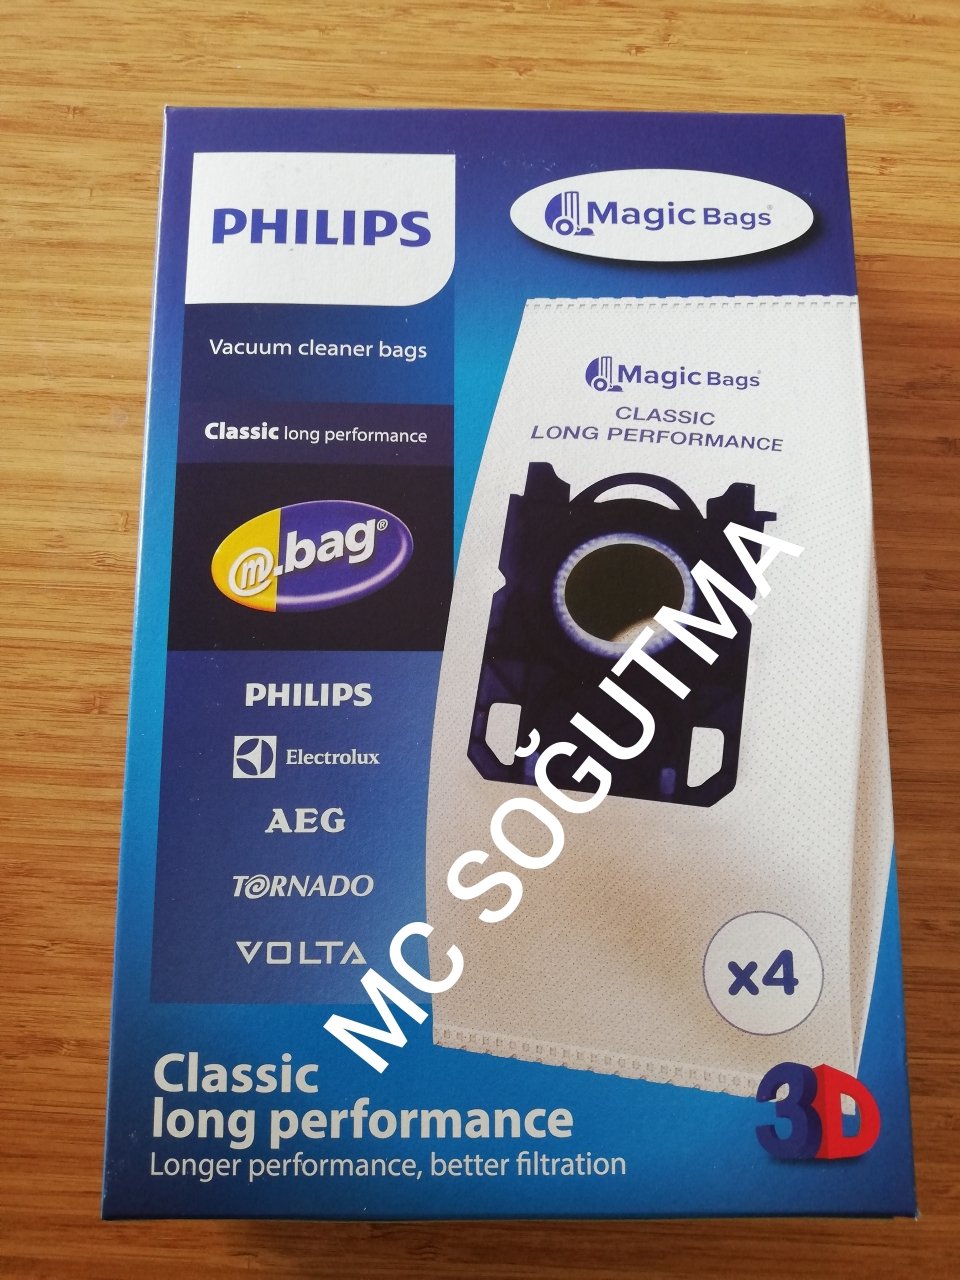 PHILIPS
Magic Bags®
Vacuum cleaner bags
Classic long performance
m.bag®
PHILIPS
Electrolux
AEG
TORNADO
VOLTA
Magic Bags®
CLASSIC
LONG PERFORMANCE
x4
Classic
long performance
Longer performance, better filtration
3D
MC SOĞUTMA